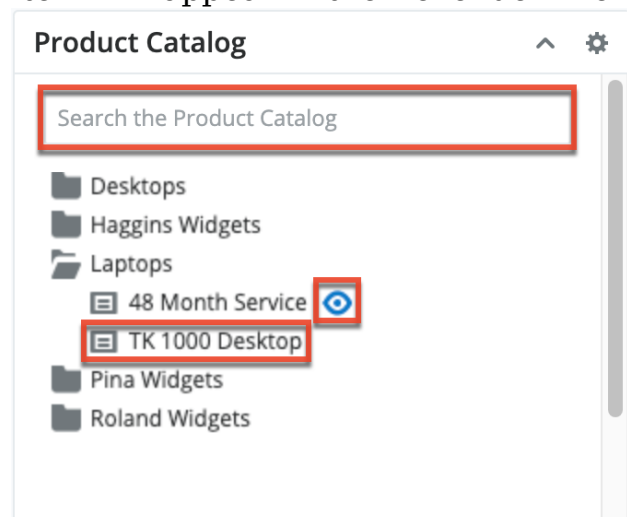 Product Catalog
Search the Product Catalog
Desktops
Haggins Widgets
Laptops
48 Month Service
TK 1000 Desktop
Pina Widgets
Roland Widgets